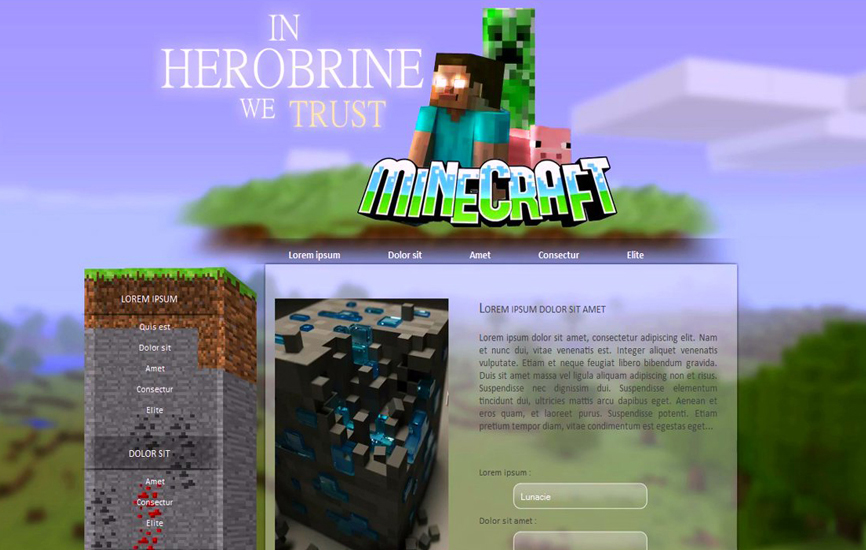 IN
HEROBRINE
WE TRUST
MINECRAFT
Lorem ipsum Dolor sit Amet Consectur Elite
LOREM IPSUM
Quis est
Dolor sit
Amet
Consectur
Elite
DOLOR SIT
Amet
Consectur
Elite
LOREM IPSUM DOLOR SIT AMET
Lorem ipsum dolor sit amet, consectetur adipiscing elit. Nam
et nunc dui, vitae venenatis est. Integer aliquet venenatis
vulputate. Etiam et neque feugiat libero bibendum gravida.
Duis sit amet massa vel ligula aliquam adipiscing non et risus.
Suspendisse nec dignissim dui. Suspendisse elementum
tincidunt dui, ultricies mattis arcu dapibus eget. Aenean et
eros quam, et laoreet purus. Suspendisse potenti. Etiam
pretium tempor diam, vitae condimentum est egestas eget...
Lorem ipsum :
Lunacie
Dolor sit amet :